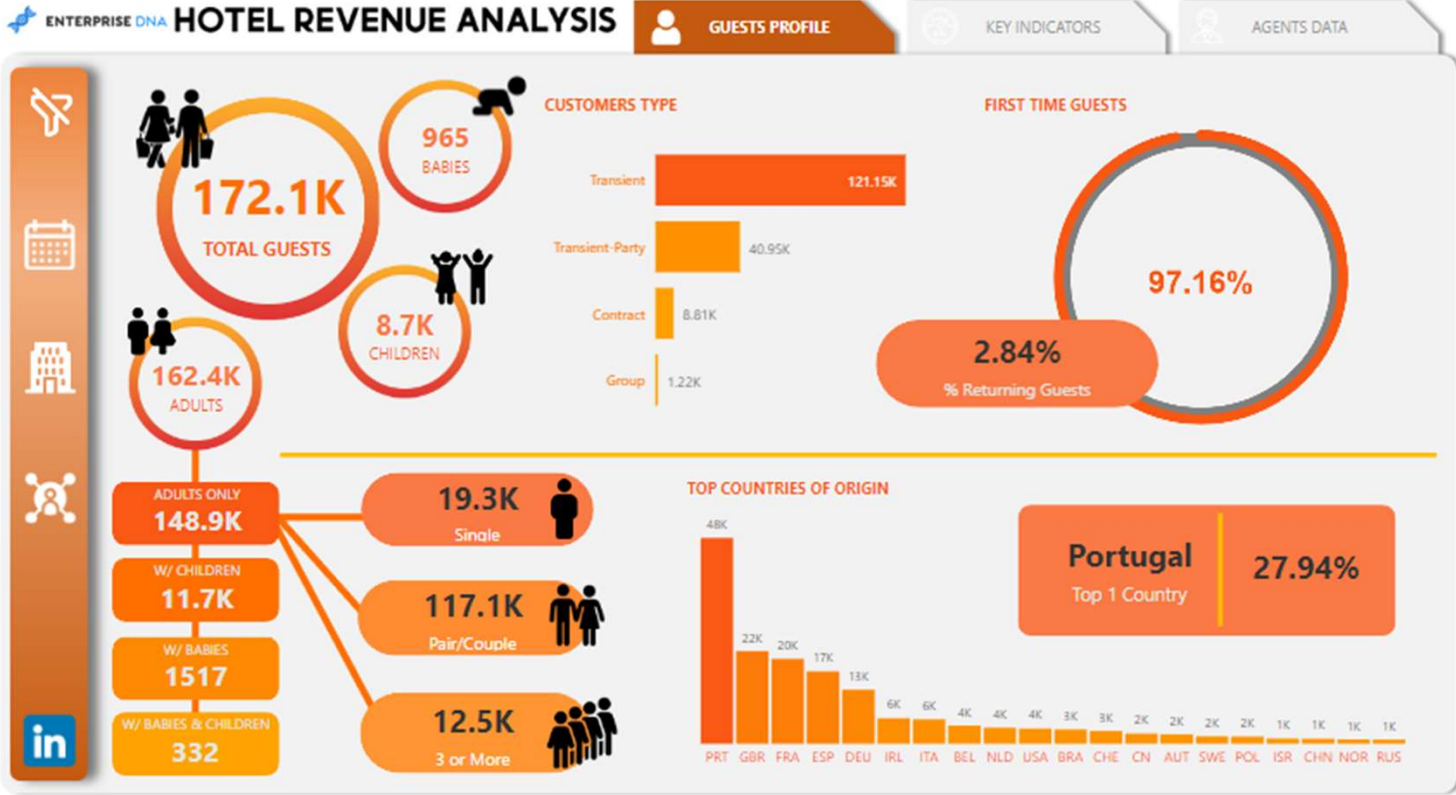 ENTERPRISE DNA HOTEL REVENUE ANALYSIS
GUESTS PROFILE
KEY INDICATORS
AGENTS DATA
172.1K
TOTAL GUESTS
965
BABIES
8.7K
CHILDREN
162.4K
ADULTS
CUSTOMERS TYPE
Transient 121.15K
Transient-Party 40.95K
Contract 8.81K
Group 1.22K
FIRST TIME GUESTS
97.16%
2.84%
% Returning Guests
ADULTS ONLY
148.9K
W/ CHILDREN
11.7K
W/ BABIES
1517
W/ BABIES & CHILDREN
332
19.3K
Single
117.1K
Pair/Couple
12.5K
3 or More
TOP COUNTRIES OF ORIGIN
48K 22K 20K 17K 13K 6K 6K 4K 4K 4K 3K 3K 2K 2K 2K 2K 1K 1K 1K 1K
PRT GBR FRA ESP DEU IRL ITA BEL NLD USA BRA CHE CN AUT SWE POL ISR CHN NOR RUS
Portugal
Top 1 Country
27.94%
in